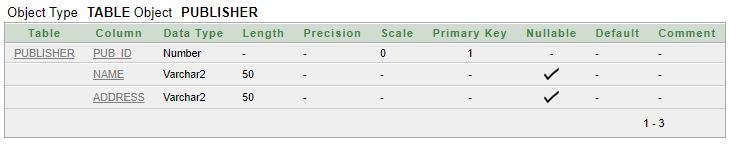 Object Type TABLE Object PUBLISHER
Table Column Data Type Length Precision Scale Primary Key Nullable Default Comment
PUBLISHER PUB_ID Number - - 0 1 - - -
NAME Varchar2 50 - - - - -
ADDRESS Varchar2 50 - - - - -
1 - 3